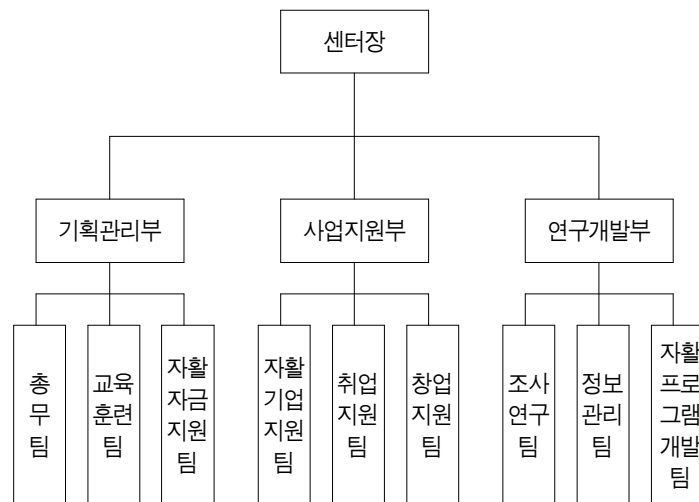 센터장
기획관리부
사업지원부
연구개발부
총
무
팀
교육
훈련
팀
자활
자금
지원
팀
자활
기업
지원
팀
취업
지원
팀
창업
지원
팀
조사
연구
팀
정보
관리
팀
자활
프로
그램
개발
팀